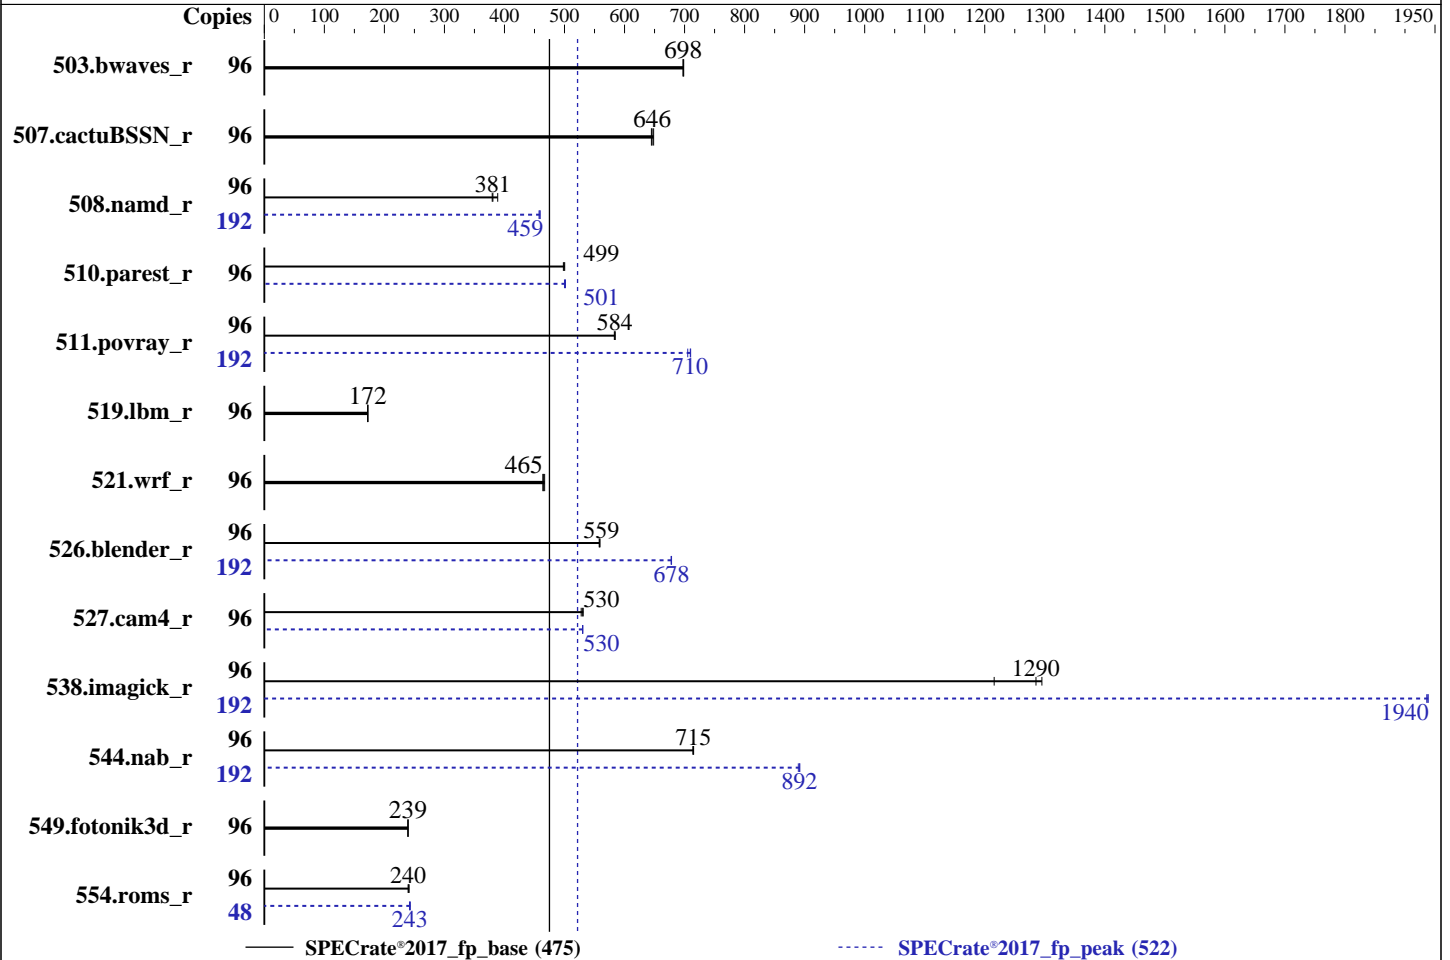 Copies 0 100 200 300 400 500 600 700 800 900 1000 1100 1200 1300 1400 1500 1600 1700 1800 1950
503.bwaves_r 96 698
507.cactuBSSN_r 96 646
508.namd_r 96 381
192 459
510.parest_r 96 499
501
511.povray_r 96 584
192 710
519.lbm_r 96 172
521.wrf_r 96 465
526.blender_r 96 559
192 678
527.cam4_r 96 530
530
538.imagick_r 96 1290
192 1940
544.nab_r 96 715
192 892
549.fotonik3d_r 96 239
554.roms_r 96 240
48 243
SPECrate®2017_fp_base (475) SPECrate®2017_fp_peak (522)